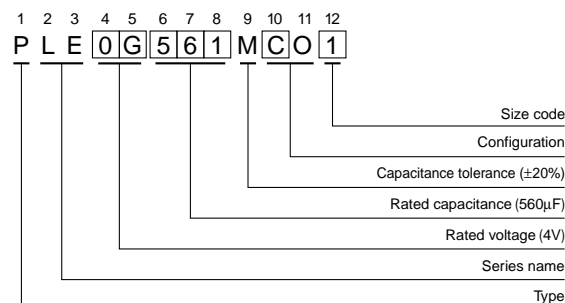 1 2 3 4 5 6 7 8 9 10 11 12
P L E 0 G 5 6 1 M C O 1
Size code
Configuration
Capacitance tolerance (±20%)
Rated capacitance (560μF)
Rated voltage (4V)
Series name
Type